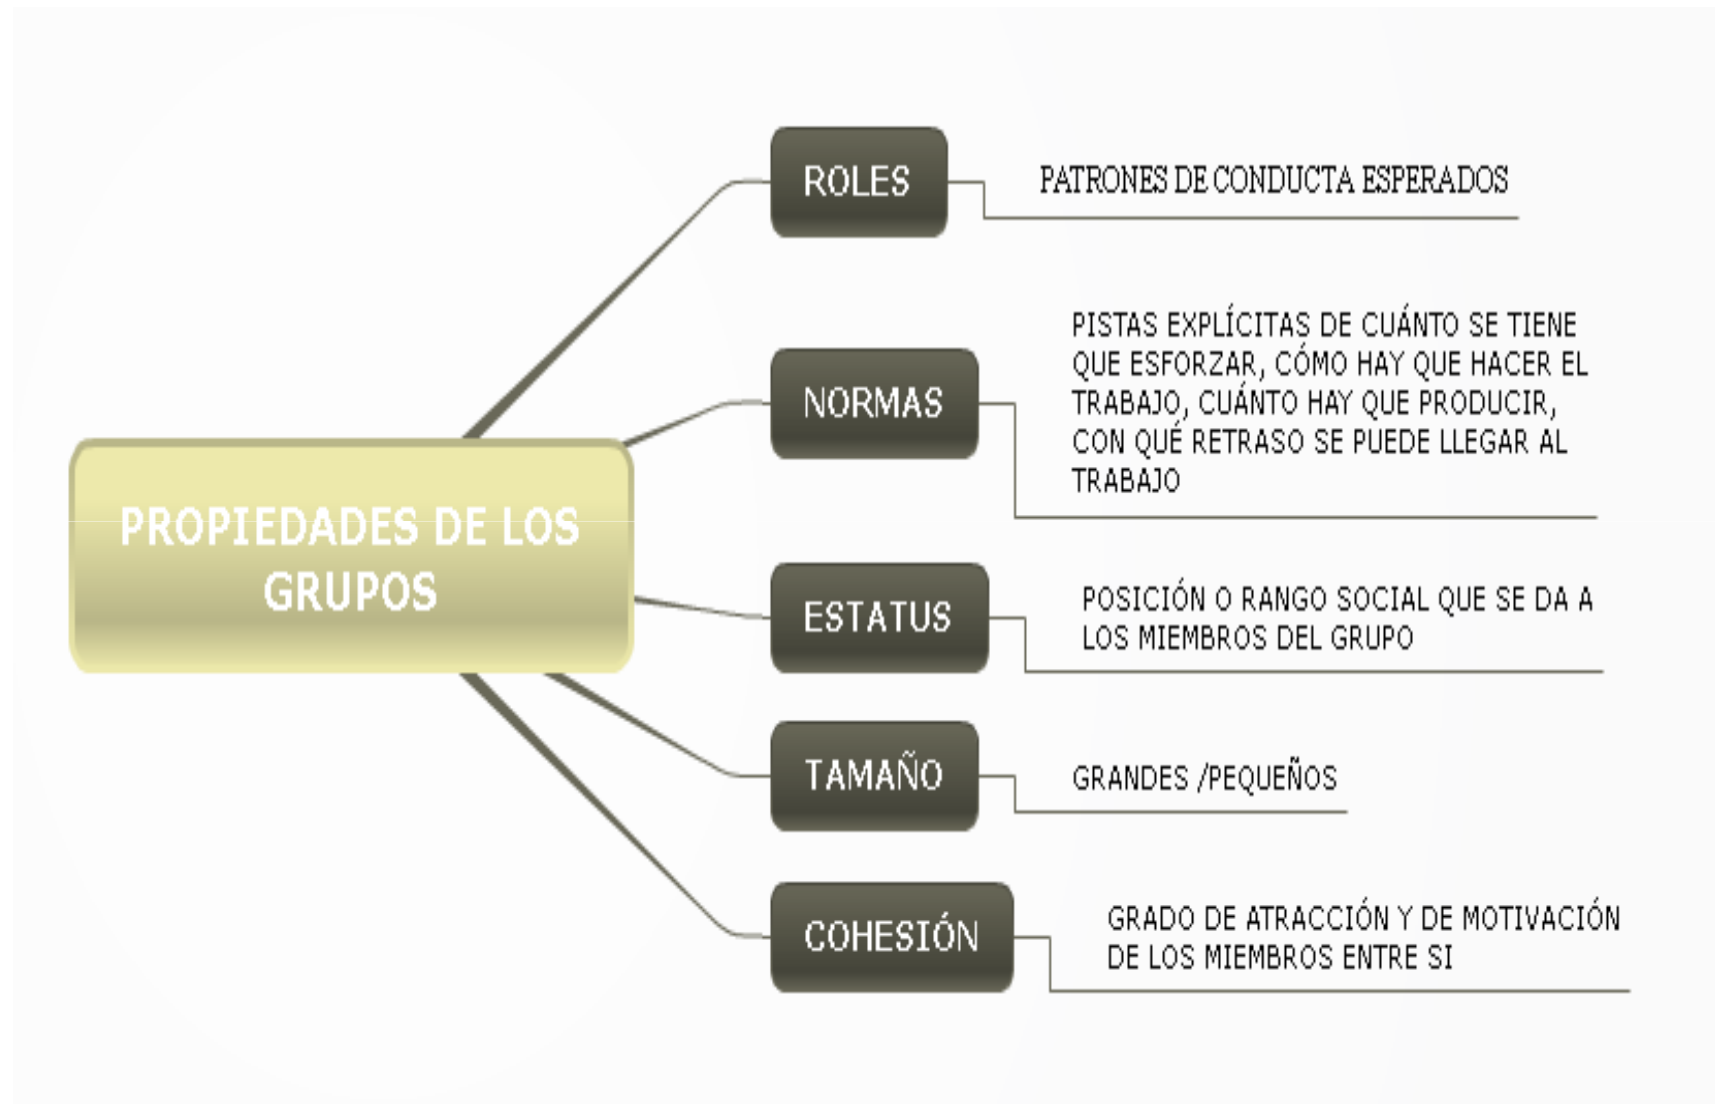 PROPIEDADES DE LOS
GRUPOS
ROLES
PATRONES DE CONDUCTA ESPERADOS
NORMAS
PISTAS EXPLÍCITAS DE CUÁNTO SE TIENE
QUE ESFORZAR, CÓMO HAY QUE HACER EL
TRABAJO, CUÁNTO HAY QUE PRODUCIR,
CON QUÉ RETRASO SE PUEDE LLEGAR AL
TRABAJO
ESTATUS
POSICIÓN O RANGO SOCIAL QUE SE DA A
LOS MIEMBROS DEL GRUPO
TAMAÑO
GRANDES /PEQUEÑOS
COHESIÓN
GRADO DE ATRACCIÓN Y DE MOTIVACIÓN
DE LOS MIEMBROS ENTRE SI